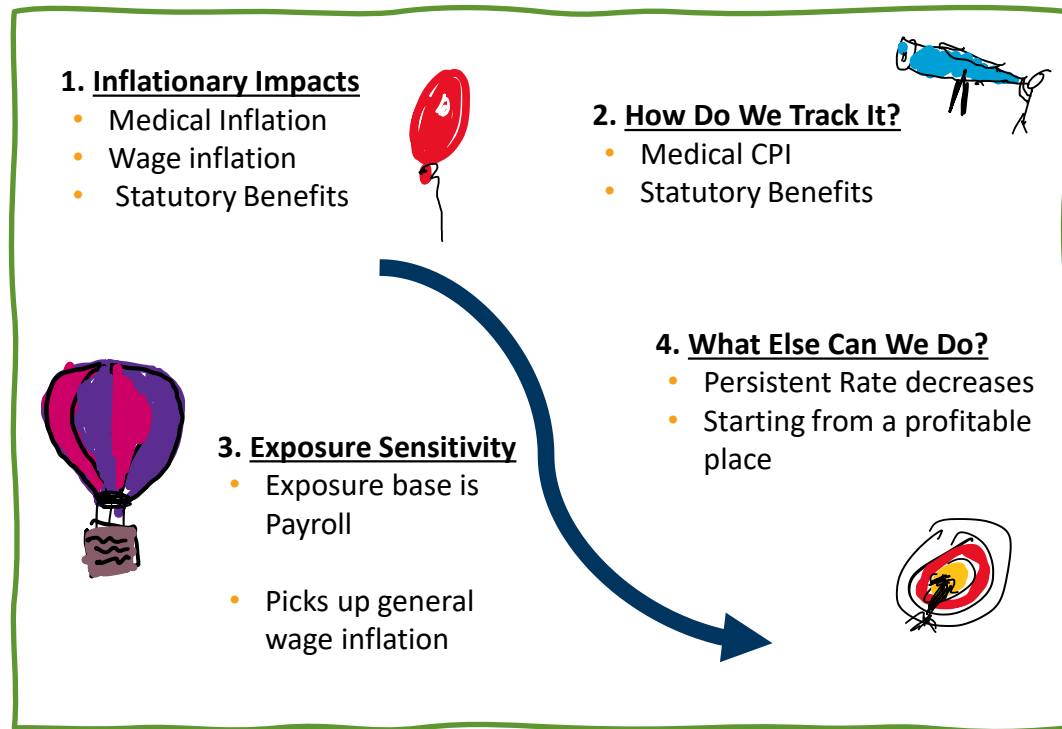 1. Inflationary Impacts
• Medical Inflation
• Wage inflation
• Statutory Benefits
2. How Do We Track It?
• Medical CPI
• Statutory Benefits
3. Exposure Sensitivity
• Exposure base is
Payroll
• Picks up general
wage inflation
4. What Else Can We Do?
• Persistent Rate decreases
• Starting from a profitable
place